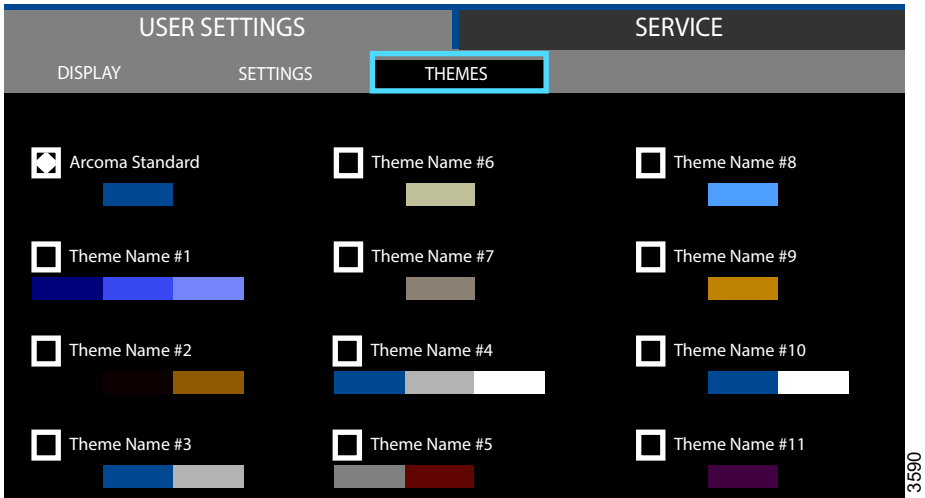 USER SETTINGS SERVICE
DISPLAY SETTINGS THEMES
Arcoma Standard Theme Name #6 Theme Name #8
Theme Name #1 Theme Name #7 Theme Name #9
Theme Name #2 Theme Name #4 Theme Name #10
Theme Name #3 Theme Name #5 Theme Name #11
3590